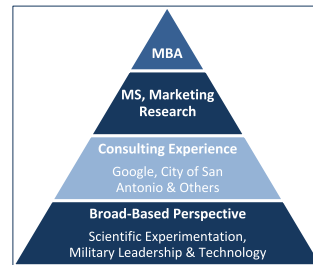 MBA
MS, Marketing
Research
Consulting Experience
Google, City of San
Antonio & Others
Broad-Based Perspective
Scientific Experimentation,
Military Leadership & Technology